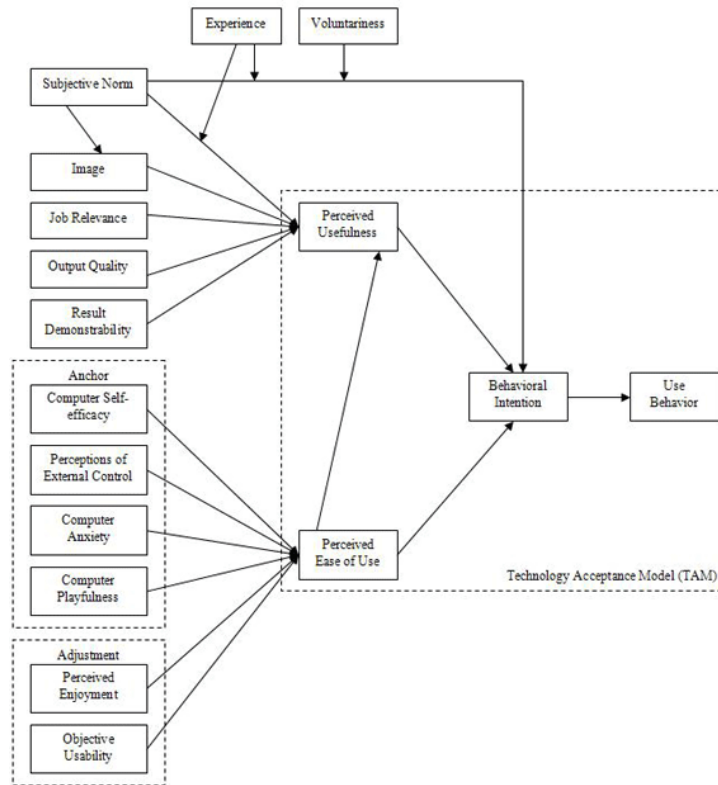 Experience
Voluntariness
Subjective Norm
Image
Job Relevance
Output Quality
Result
Demonstrability
Perceived
Usefulness
Anchor
Computer Self-
efficacy
Perceptions of
External Control
Computer
Anxiety
Computer
Playfulness
Behavioral
Intention
Use
Behavior
Perceived
Ease of Use
Technology Acceptance Model (TAM)
Adjustment
Perceived
Enjoyment
Objective
Usability